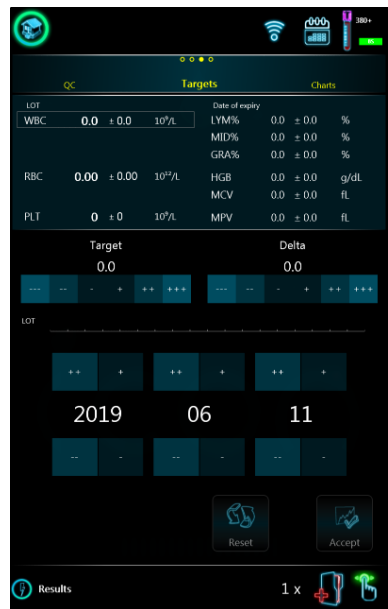 000
380+
QC Targets Charts
LOT Date of expiry
WBC 0.0 ± 0.0 10⁹/L LYM% 0.0 ± 0.0 %
MID% 0.0 ± 0.0 %
GRA% 0.0 ± 0.0 %
RBC 0.00 ± 0.00 10¹²/L HGB 0.0 ± 0.0 g/dL
MCV 0.0 ± 0.0 fL
PLT 0 ± 0 10⁹/L MPV 0.0 ± 0.0 fL
Target Delta
0.0 0.0
--- -- - + ++ +++ --- -- - + ++ +++
LOT
++ + ++ + ++ +
2019 06 11
-- - -- - -- -
Reset Accept
Results 1 x